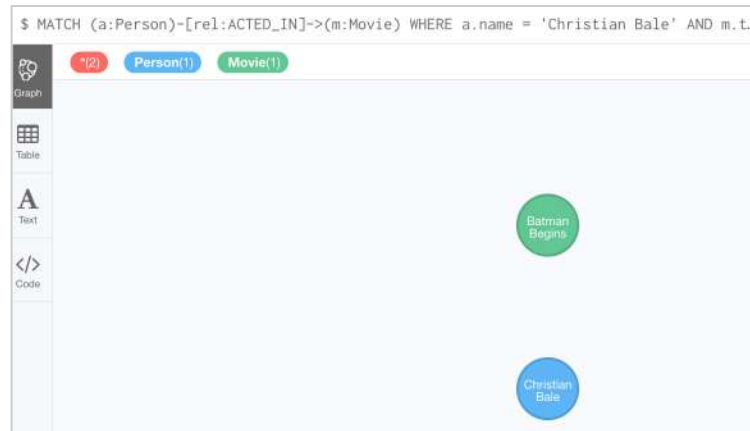 $ MATCH (a:Person)-[rel:ACTED_IN]->(m:Movie) WHERE a.name = 'Christian Bale' AND m.t…
*(2) Person(1) Movie(1)
Graph
Table
A
Text
</>
Code
Batman
Begins
Christian
Bale